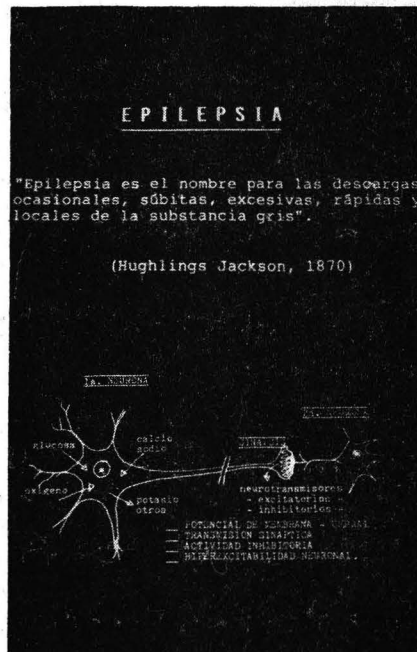 EPILEPSIA
"Epilepsia es el nombre para las descargas
ocasionales, súbitas, excesivas, rápidas y
locales de la substancia gris".
(Hughlings Jackson, 1870)
1a. NEURONA
glucosa
calcio
sodio
oxígeno
potasio
otros
neurotransmisores
- excitatorios -
- inhibitorios -
POTENCIAL DE MEMBRANA -
TRANSMISION SINAPTICA
ACTIVIDAD INHIBITORIA
HIPEREXCITABILIDAD NEURONAL.